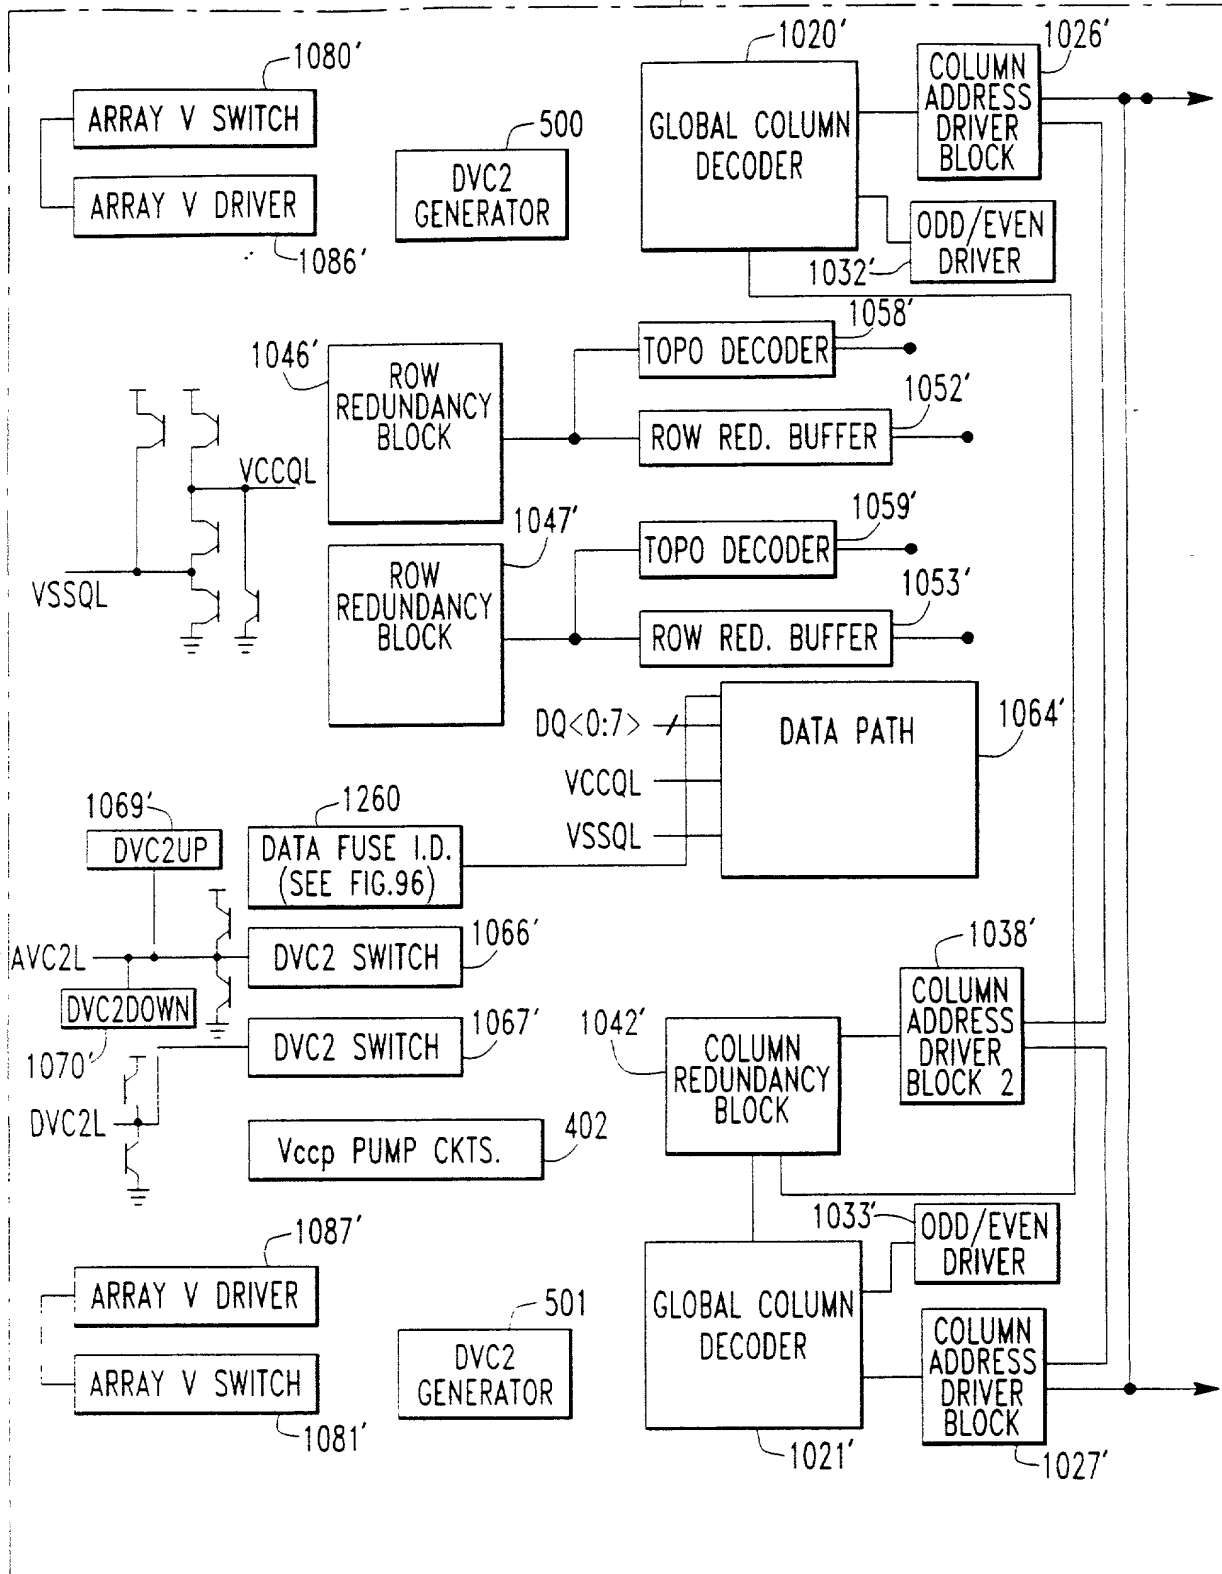 1080'
ARRAY V SWITCH
ARRAY V DRIVER
1086'
500
DVC2
GENERATOR
1020'
GLOBAL COLUMN
DECODER
1026'
COLUMN
ADDRESS
DRIVER
BLOCK
ODD/EVEN
DRIVER
1032'
1046'
ROW
REDUNDANCY
BLOCK
1058'
TOPO DECODER
1052'
ROW RED. BUFFER
VCCQL
VSSQL
1047'
ROW
REDUNDANCY
BLOCK
1059'
TOPO DECODER
1053'
ROW RED. BUFFER
DQ<0:7>
VCCQL
VSSQL
DATA PATH
1064'
1069'
DVC2UP
1260
DATA FUSE I.D.
(SEE FIG.96)
AVC2L
DVC2 SWITCH
1066'
DVC2DOWN
1070'
DVC2 SWITCH
1067'
DVC2L
Vccp PUMP CKTS.
402
1042'
COLUMN
REDUNDANCY
BLOCK
1038'
COLUMN
ADDRESS
DRIVER
BLOCK 2
1087'
ARRAY V DRIVER
ARRAY V SWITCH
1081'
501
DVC2
GENERATOR
1033'
ODD/EVEN
DRIVER
GLOBAL COLUMN
DECODER
1021'
COLUMN
ADDRESS
DRIVER
BLOCK
1027'